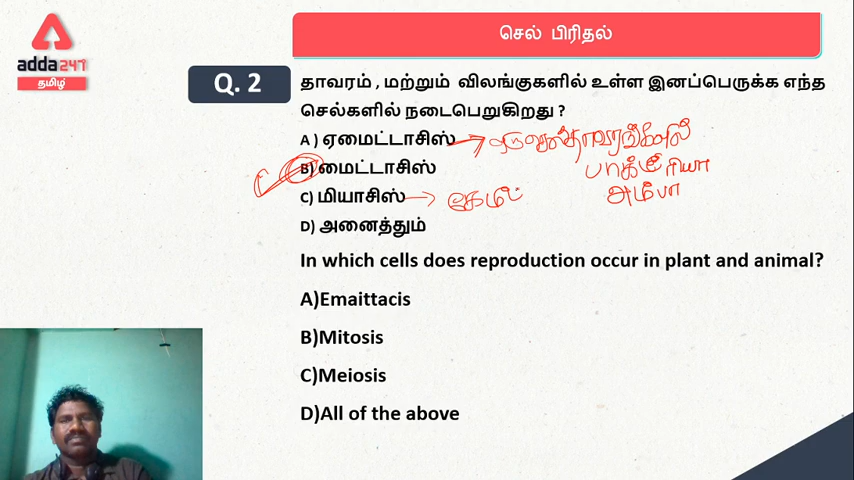 செல் பிரிதல்
adda247
தமிழ்
Q. 2
தாவரம் , மற்றும் விலங்குகளில் உள்ள இனப்பெருக்க எந்த
செல்களில் நடைபெறுகிறது ?
A ) ஏமைட்டாசிஸ்
B) மைட்டாசிஸ்
பாக்டீரியா
C) மியாசிஸ்
அமீபா
D) அனைத்தும்
In which cells does reproduction occur in plant and animal?
A)Emaittacis
B)Mitosis
C)Meiosis
D)All of the above